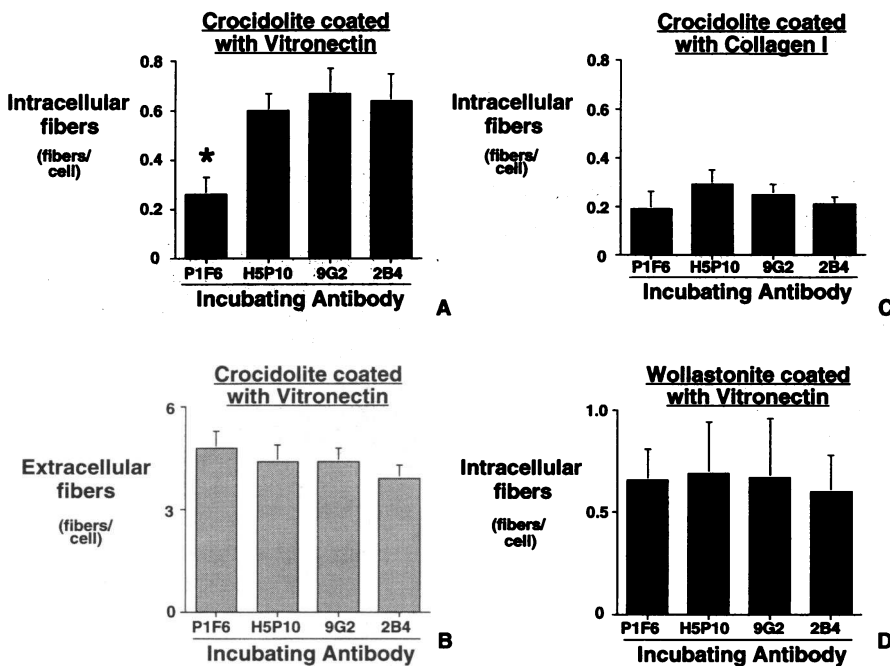 Crocidolite coated
with Vitronectin
Intracellular
fibers
(fibers/
cell)
0.8
0.6
0.4
0.2
0
*
P1F6 H5P10 9G2 2B4
Incubating Antibody
A
Crocidolite coated
with Collagen I
Intracellular
fibers
(fibers/
cell)
0.8
0.6
0.4
0.2
0
P1F6 H5P10 9G2 2B4
Incubating Antibody
C
Crocidolite coated
with Vitronectin
Extracellular
fibers
(fibers/
cell)
6
3
0
P1F6 H5P10 9G2 2B4
Incubating Antibody
B
Wollastonite coated
with Vitronectin
Intracellular
fibers
(fibers/
cell)
1.0
0.5
0
P1F6 H5P10 9G2 2B4
Incubating Antibody
D